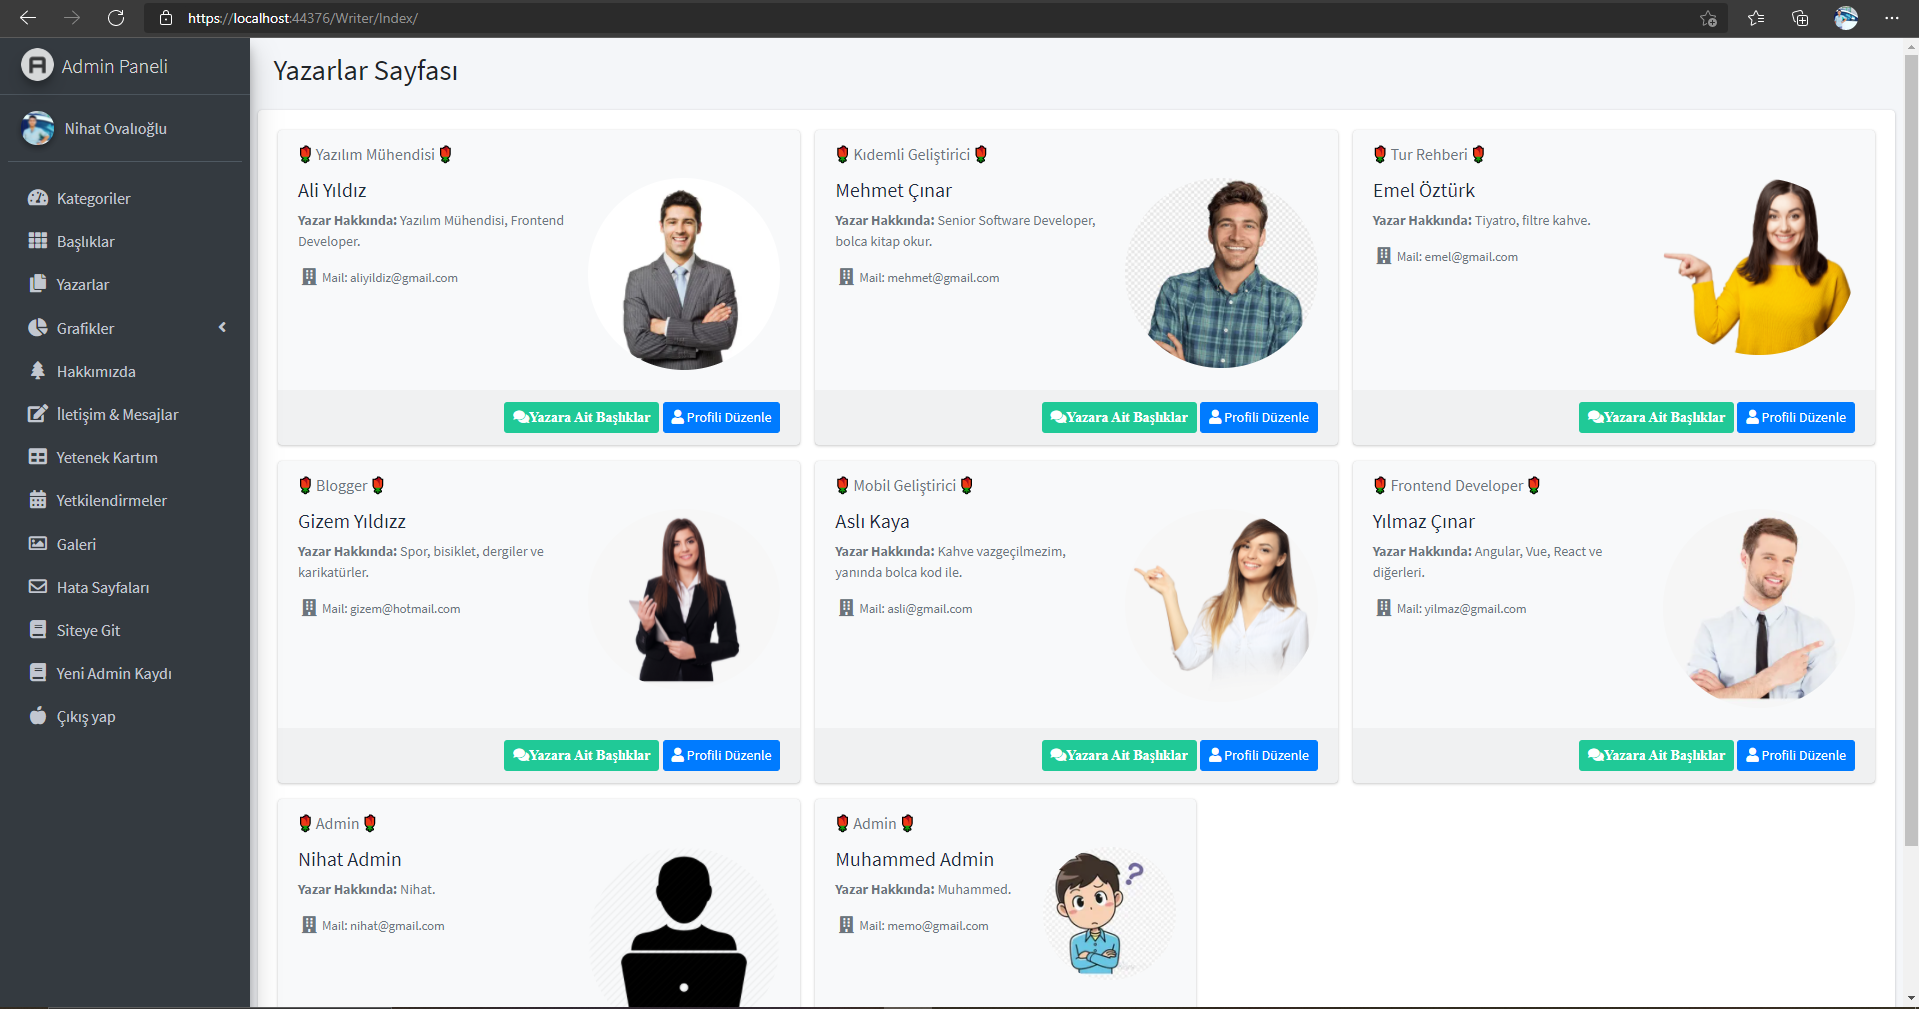 https://localhost:44376/Writer/Index/
Admin Paneli
Nihat Ovalıoğlu
Kategoriler
Başlıklar
Yazarlar
Grafikler
Hakkımızda
İletişim & Mesajlar
Yetenek Kartım
Yetkilendirmeler
Galeri
Hata Sayfaları
Siteye Git
Yeni Admin Kaydı
Çıkış yap
Yazarlar Sayfası
Yazılım Mühendisi
Ali Yıldız
Yazar Hakkında: Yazılım Mühendisi, Frontend
Developer.
Mail: aliyildiz@gmail.com
Yazara Ait Başlıklar Profili Düzenle
Kıdemli Geliştirici
Mehmet Çınar
Yazar Hakkında: Senior Software Developer,
bolca kitap okur.
Mail: mehmet@gmail.com
Yazara Ait Başlıklar Profili Düzenle
Tur Rehberi
Emel Öztürk
Yazar Hakkında: Tiyatro, filtre kahve.
Mail: emel@gmail.com
Yazara Ait Başlıklar Profili Düzenle
Blogger
Gizem Yıldızz
Yazar Hakkında: Spor, bisiklet, dergiler ve
karikatürler.
Mail: gizem@hotmail.com
Yazara Ait Başlıklar Profili Düzenle
Mobil Geliştirici
Aslı Kaya
Yazar Hakkında: Kahve vazgeçilmezim,
yanında bolca kod ile.
Mail: asli@gmail.com
Yazara Ait Başlıklar Profili Düzenle
Frontend Developer
Yılmaz Çınar
Yazar Hakkında: Angular, Vue, React ve
diğerleri.
Mail: yilmaz@gmail.com
Yazara Ait Başlıklar Profili Düzenle
Admin
Nihat Admin
Yazar Hakkında: Nihat.
Mail: nihat@gmail.com
Admin
Muhammed Admin
Yazar Hakkında: Muhammed.
Mail: memo@gmail.com
?